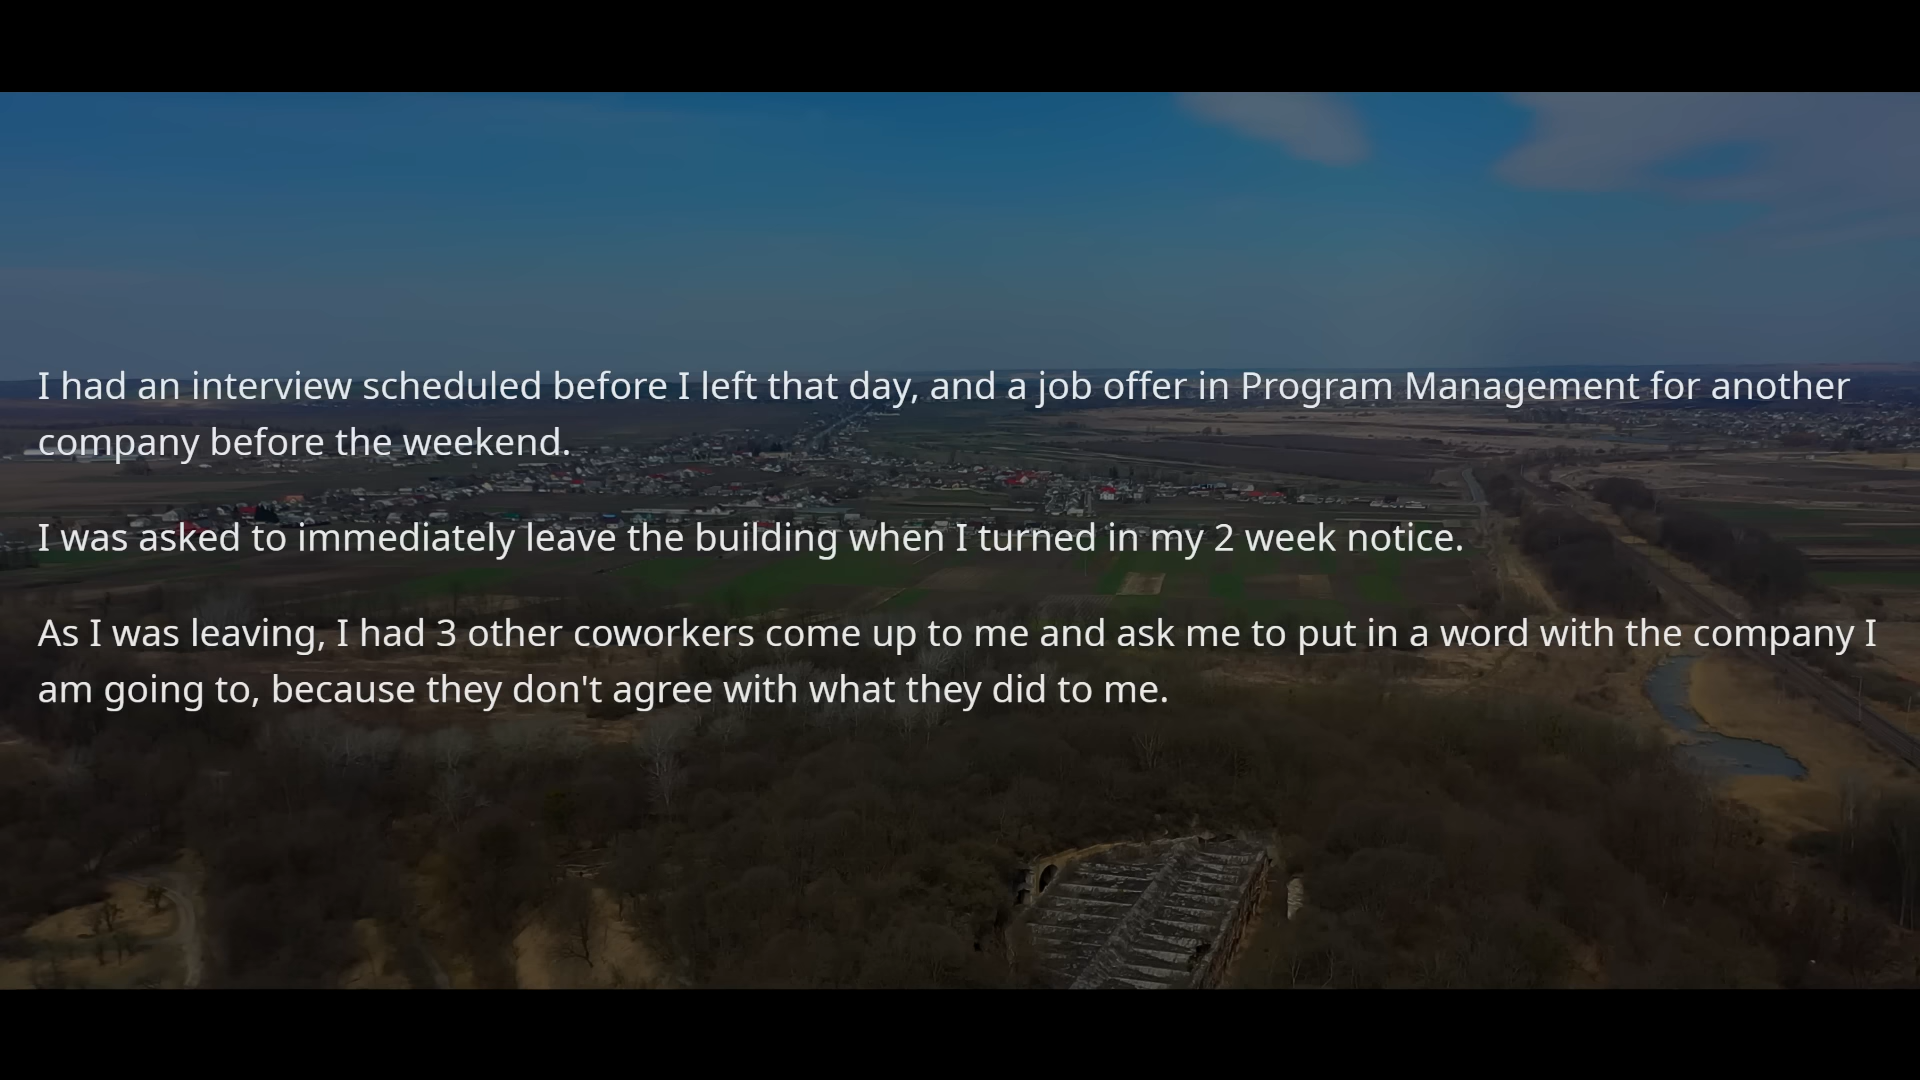 I had an interview scheduled before I left that day, and a job offer in Program Management for another
company before the weekend.
I was asked to immediately leave the building when I turned in my 2 week notice.
As I was leaving, I had 3 other coworkers come up to me and ask me to put in a word with the company I
am going to, because they don't agree with what they did to me.